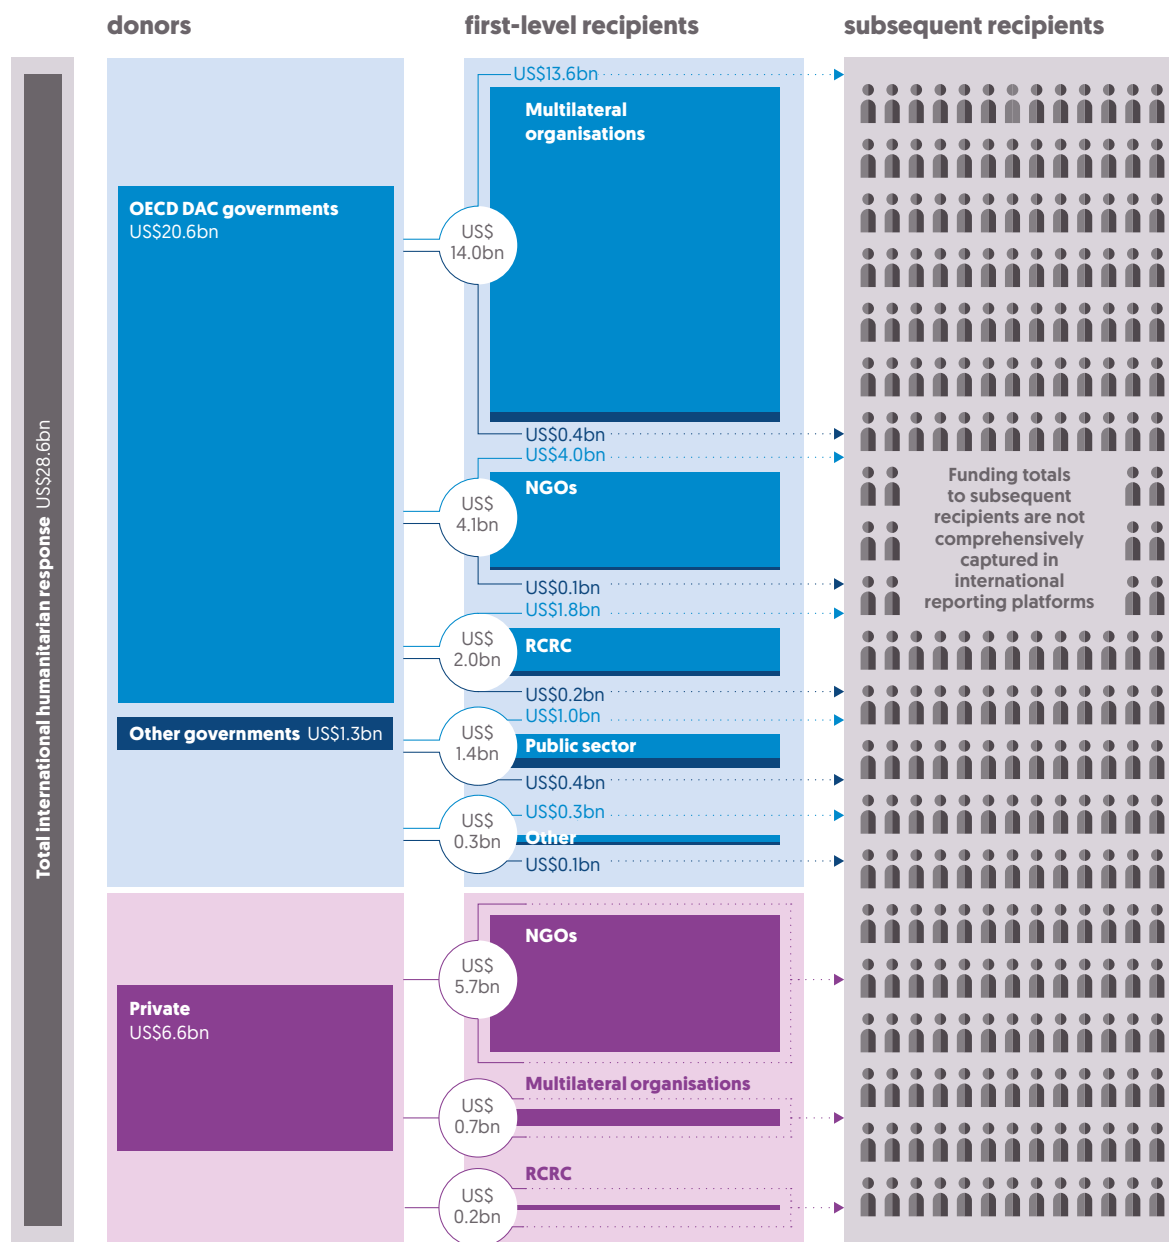 donors
first-level recipients
subsequent recipients
Total international humanitarian response US$28.6bn
OECD DAC governments
US$20.6bn
Other governments US$1.3bn
US$
14.0bn
US$13.6bn
Multilateral
organisations
US$0.4bn
US$
4.1bn
US$4.0bn
NGOs
US$0.1bn
US$
2.0bn
US$1.8bn
RCRC
US$0.2bn
US$
1.4bn
US$1.0bn
Public sector
US$0.4bn
US$
0.3bn
US$0.3bn
Other
US$0.1bn
Funding totals
to subsequent
recipients are not
comprehensively
captured in
international
reporting platforms
Private
US$6.6bn
US$
5.7bn
NGOs
US$
0.7bn
Multilateral organisations
US$
0.2bn
RCRC